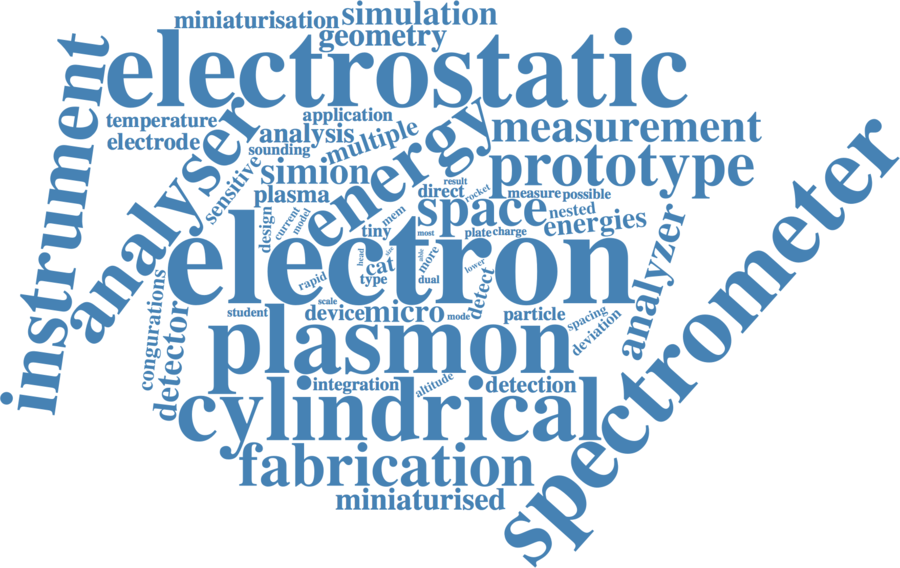 miniaturisation
simulation
geometry
electrostatic
instrument
temperature
application
electrode
analyser
analysis
multiple
measurement
sounding
sensitive
simion
energy
prototype
plasma
direct
result
rocket
measure
possible
spectrometer
design
current
model
tiny
mem
space
nested
energies
most
plate
charge
electron
head
cat
size
type
able
more
dual
lower
detect
rapid
analyzer
congurations
detector
scale
student
device
micro
mode
particle
spacing
deviation
plasmon
integration
altitude
detection
cylindrical
fabrication
miniaturised